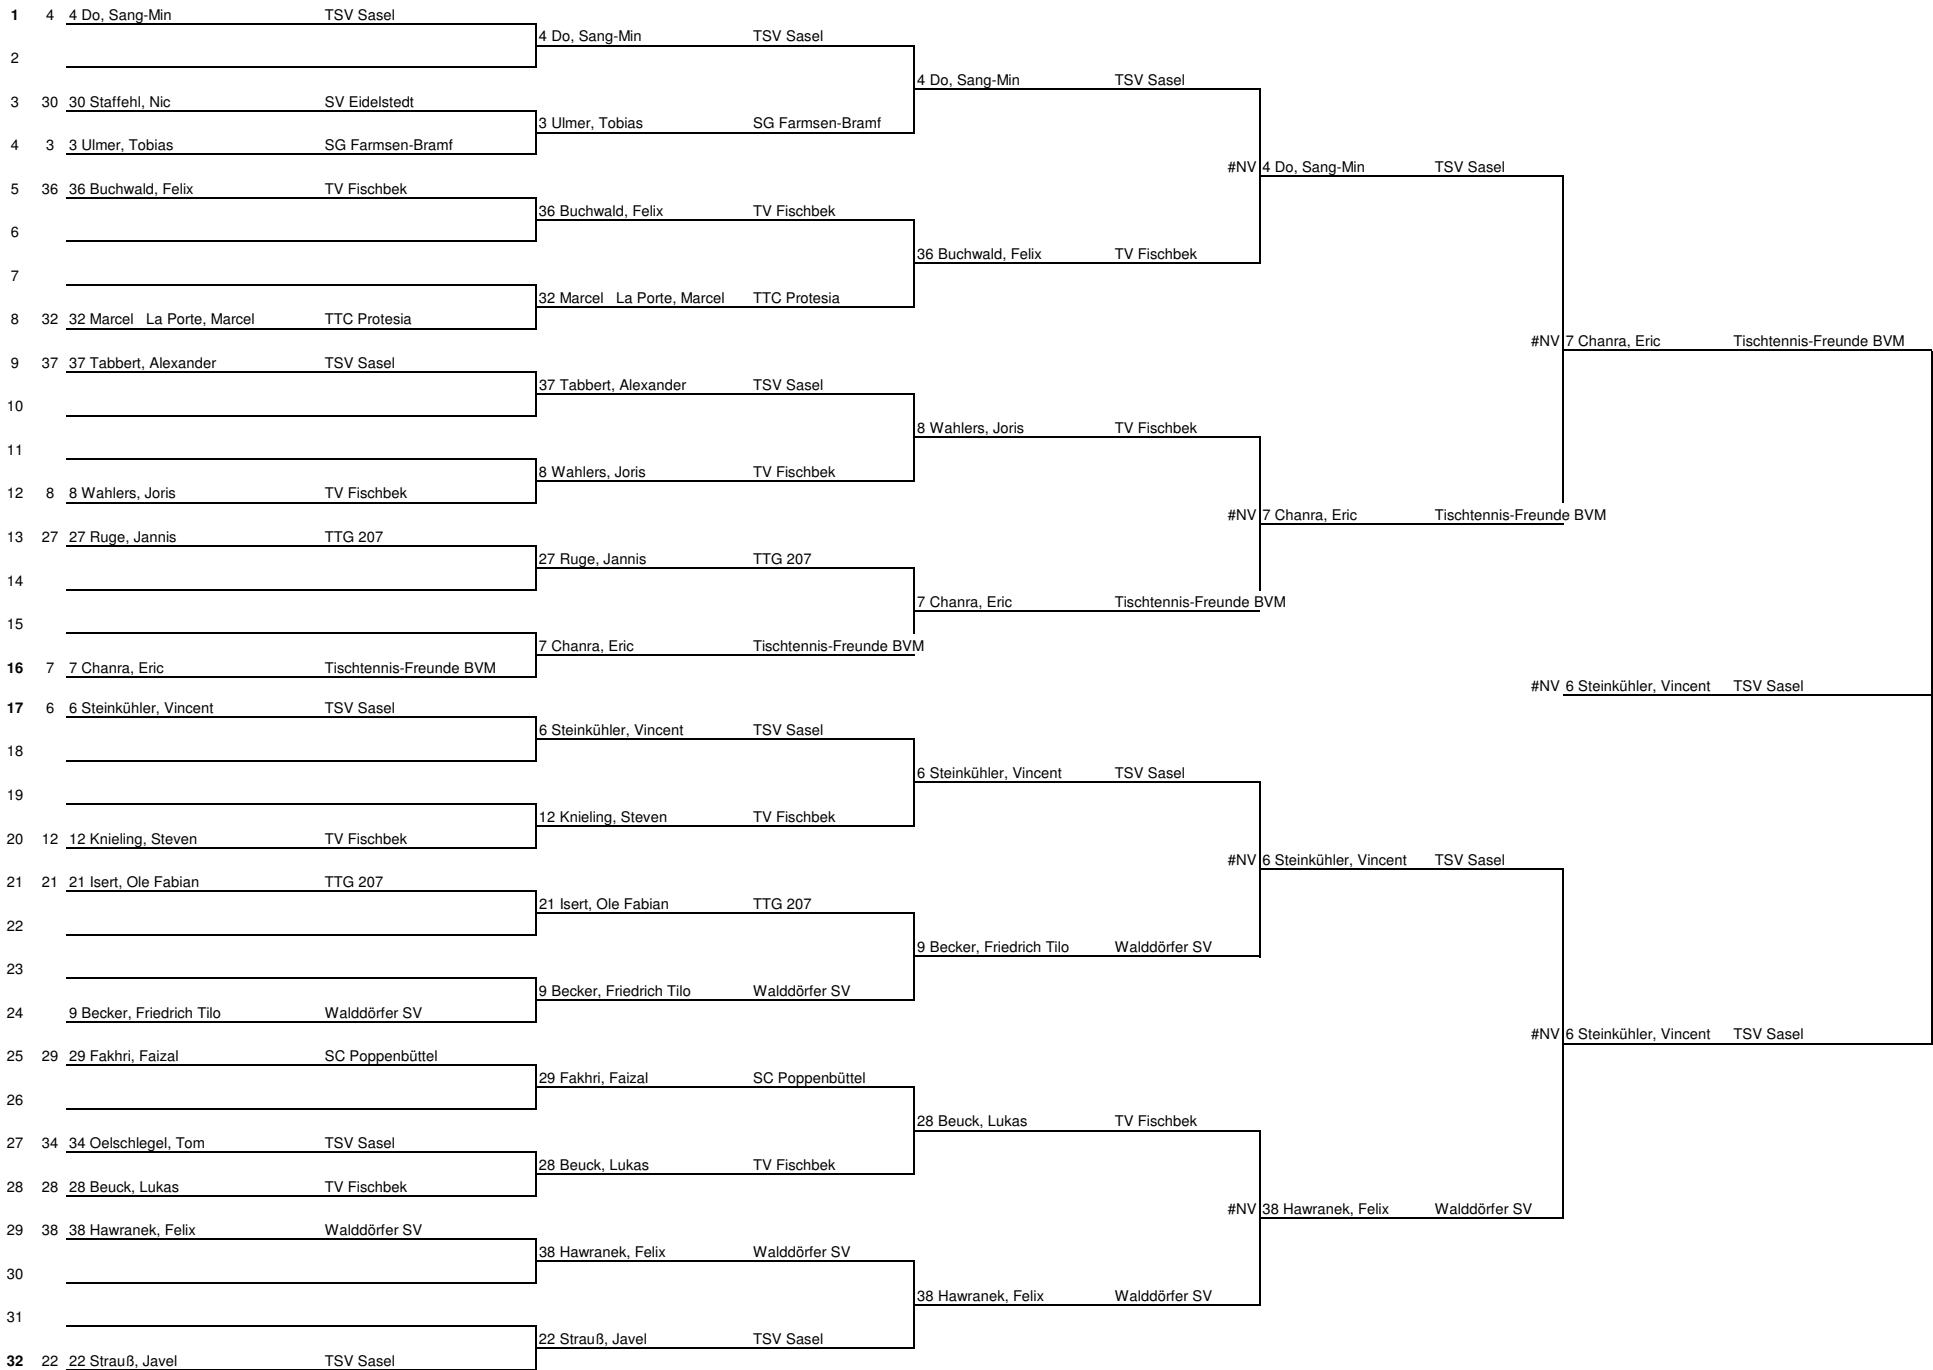 1 4 4 Do, Sang-Min TSV Sasel
4 Do, Sang-Min TSV Sasel
2
4 Do, Sang-Min TSV Sasel
3 30 30 Staffehl, Nic SV Eidelstedt
3 Ulmer, Tobias SG Farmsen-Bramf
4 3 3 Ulmer, Tobias SG Farmsen-Bramf
#NV 4 Do, Sang-Min TSV Sasel
5 36 36 Buchwald, Felix TV Fischbek
36 Buchwald, Felix TV Fischbek
6
36 Buchwald, Felix TV Fischbek
7
32 Marcel La Porte, Marcel TTC Protesia
8 32 32 Marcel La Porte, Marcel TTC Protesia
#NV 7 Chanra, Eric Tischtennis-Freunde BVM
9 37 37 Tabbert, Alexander TSV Sasel
37 Tabbert, Alexander TSV Sasel
10
8 Wahlers, Joris TV Fischbek
11
8 Wahlers, Joris TV Fischbek
12 8 8 Wahlers, Joris TV Fischbek
#NV 7 Chanra, Eric Tischtennis-Freunde BVM
13 27 27 Ruge, Jannis TTG 207
27 Ruge, Jannis TTG 207
14
7 Chanra, Eric Tischtennis-Freunde BVM
15
7 Chanra, Eric Tischtennis-Freunde BVM
16 7 7 Chanra, Eric Tischtennis-Freunde BVM
#NV 6 Steinkühler, Vincent TSV Sasel
17 6 6 Steinkühler, Vincent TSV Sasel
6 Steinkühler, Vincent TSV Sasel
18
6 Steinkühler, Vincent TSV Sasel
19
12 Knieling, Steven TV Fischbek
20 12 12 Knieling, Steven TV Fischbek
#NV 6 Steinkühler, Vincent TSV Sasel
21 21 21 Isert, Ole Fabian TTG 207
21 Isert, Ole Fabian TTG 207
22
9 Becker, Friedrich Tilo Walddörfer SV
23
9 Becker, Friedrich Tilo Walddörfer SV
24 9 Becker, Friedrich Tilo Walddörfer SV
#NV 6 Steinkühler, Vincent TSV Sasel
25 29 29 Fakhri, Faizal SC Poppenbüttel
29 Fakhri, Faizal SC Poppenbüttel
26
28 Beuck, Lukas TV Fischbek
27 34 34 Oelschlegel, Tom TSV Sasel
28 Beuck, Lukas TV Fischbek
28 28 28 Beuck, Lukas TV Fischbek
#NV 38 Hawranek, Felix Walddörfer SV
29 38 38 Hawranek, Felix Walddörfer SV
38 Hawranek, Felix Walddörfer SV
30
38 Hawranek, Felix Walddörfer SV
31
22 Strauß, Javel TSV Sasel
32 22 22 Strauß, Javel TSV Sasel